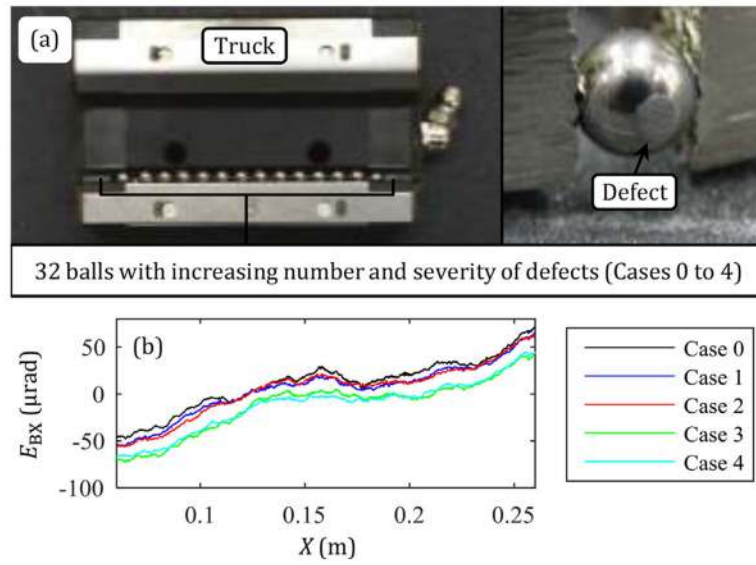 (a)
Truck
Defect
32 balls with increasing number and severity of defects (Cases 0 to 4)
(b)
50
0
-50
-100
E_BX (μrad)
0.1
0.15
0.2
0.25
X (m)
Case 0
Case 1
Case 2
Case 3
Case 4